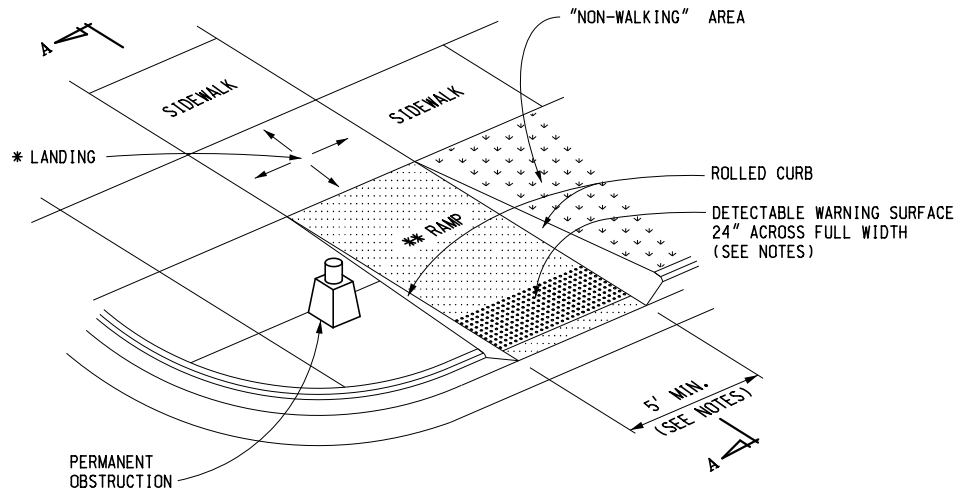 "NON-WALKING" AREA
A
SIDEWALK
SIDEWALK
* LANDING
ROLLED CURB
** RAMP
DETECTABLE WARNING SURFACE
24" ACROSS FULL WIDTH
(SEE NOTES)
5' MIN.
(SEE NOTES)
A
PERMANENT
OBSTRUCTION